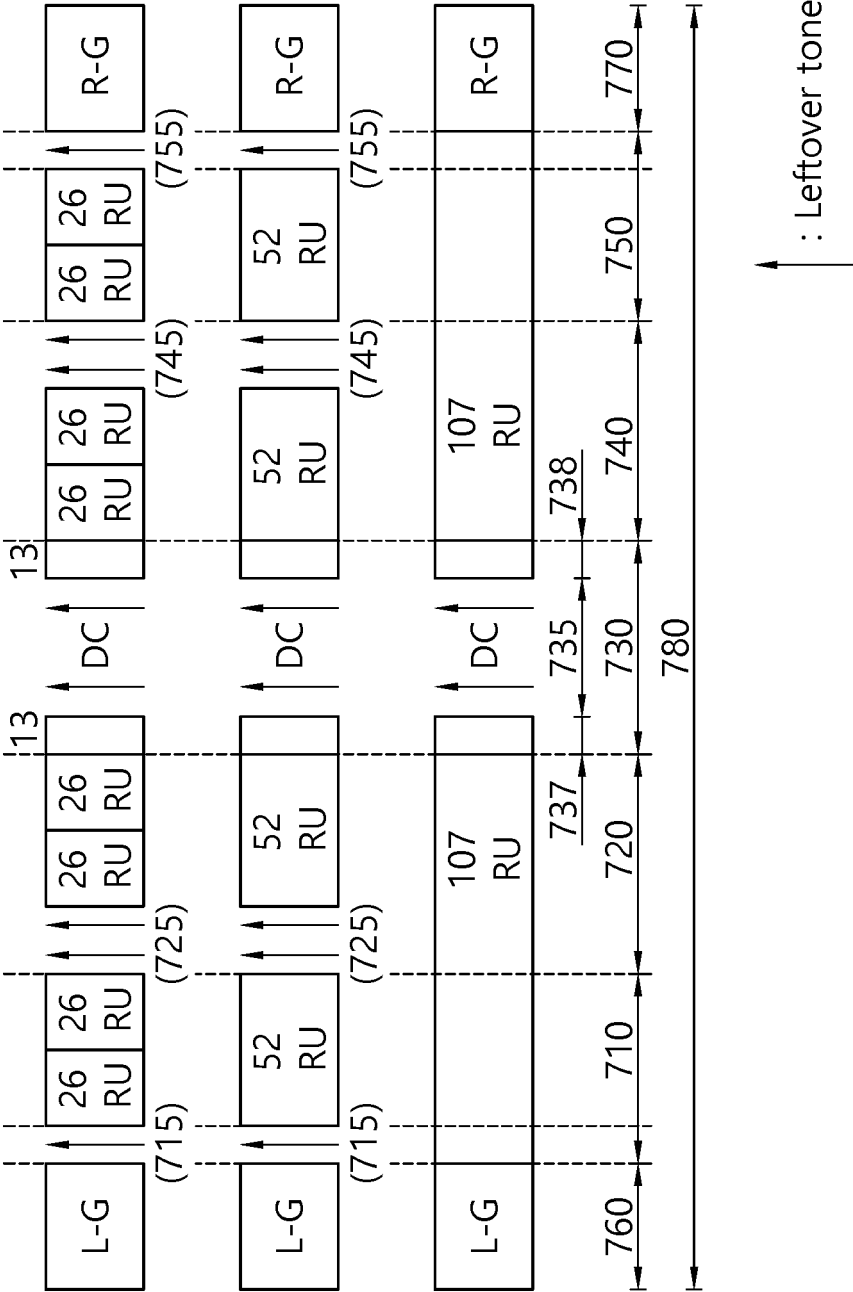 13
13
L-G
26
RU
26
RU
26
RU
26
RU
DC
26
RU
26
RU
26
RU
26
RU
R-G
(715)
(725)
(745)
(755)
L-G
52
RU
52
RU
DC
52
RU
52
RU
R-G
(715)
(725)
(745)
(755)
L-G
107
RU
DC
107
RU
R-G
737
735
738
760
710
720
730
740
750
770
780
: Leftover tone